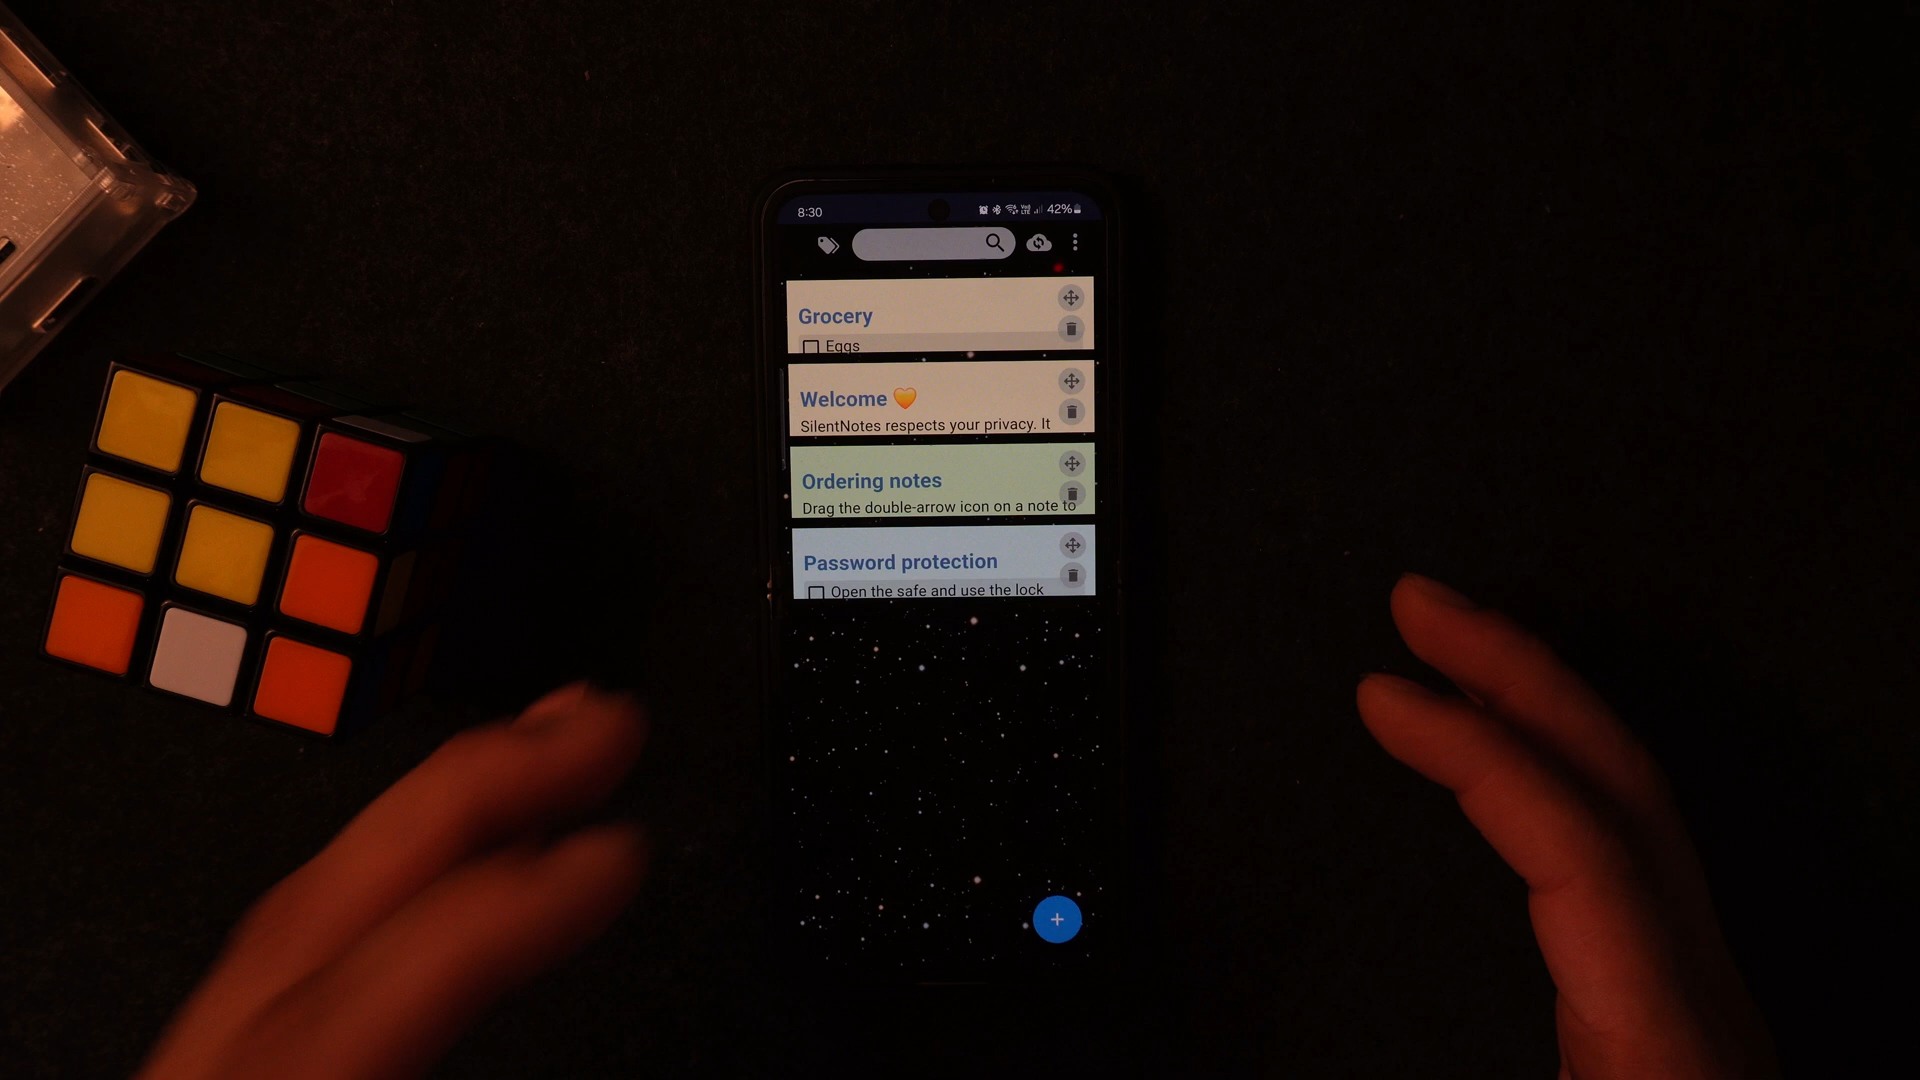 8:30
42%
Grocery
Eggs
Welcome 🧡
SilentNotes respects your privacy. It
Ordering notes
Drag the double-arrow icon on a note to
Password protection
Open the safe and use the lock